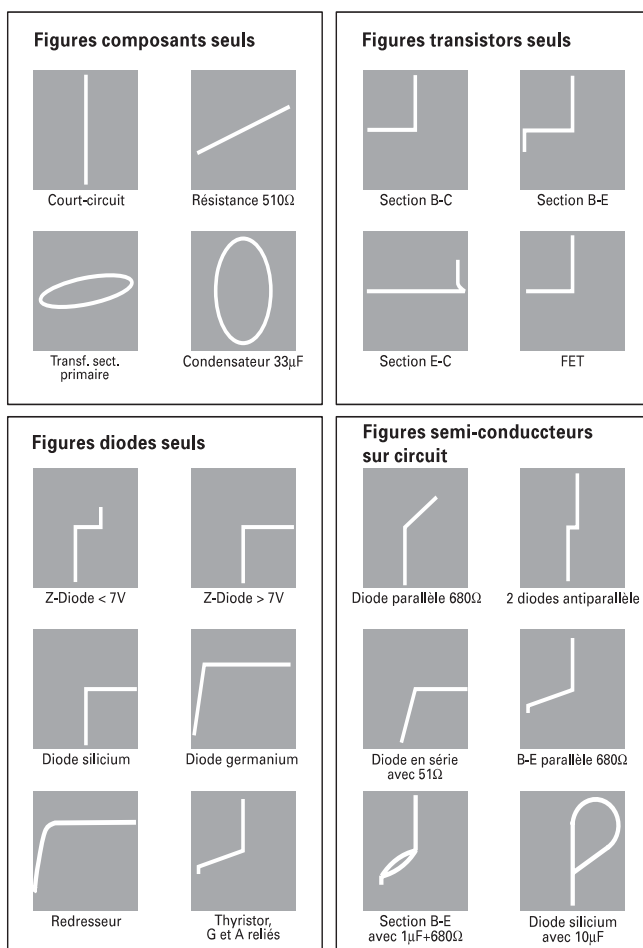 Figures composants seuls
Court-circuit
Résistance 510Ω
Transf. sect.
primaire
Condensateur 33µF
Figures transistors seuls
Section B-C
Section B-E
Section E-C
FET
Figures diodes seuls
Z-Diode < 7V
Z-Diode > 7V
Diode silicium
Diode germanium
Redresseur
Thyristor,
G et A reliés
Figures semi-conduccteurs
sur circuit
Diode parallèle 680Ω
2 diodes antiparallèle
Diode en série
avec 51Ω
B-E parallèle 680Ω
Section B-E
avec 1µF+680Ω
Diode silicium
avec 10µF